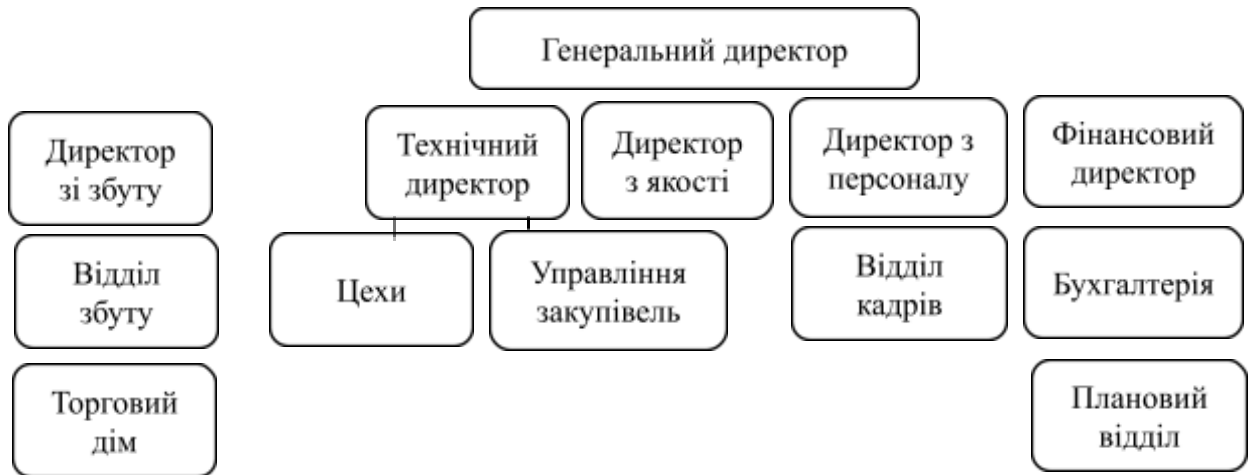 Генеральний директор
Директор
зі збуту
Технічний
директор
Директор
з якості
Директор з
персоналу
Фінансовий
директор
Відділ
збуту
Цехи
Управління
закупівель
Відділ
кадрів
Бухгалтерія
Торговий
дім
Плановий
відділ